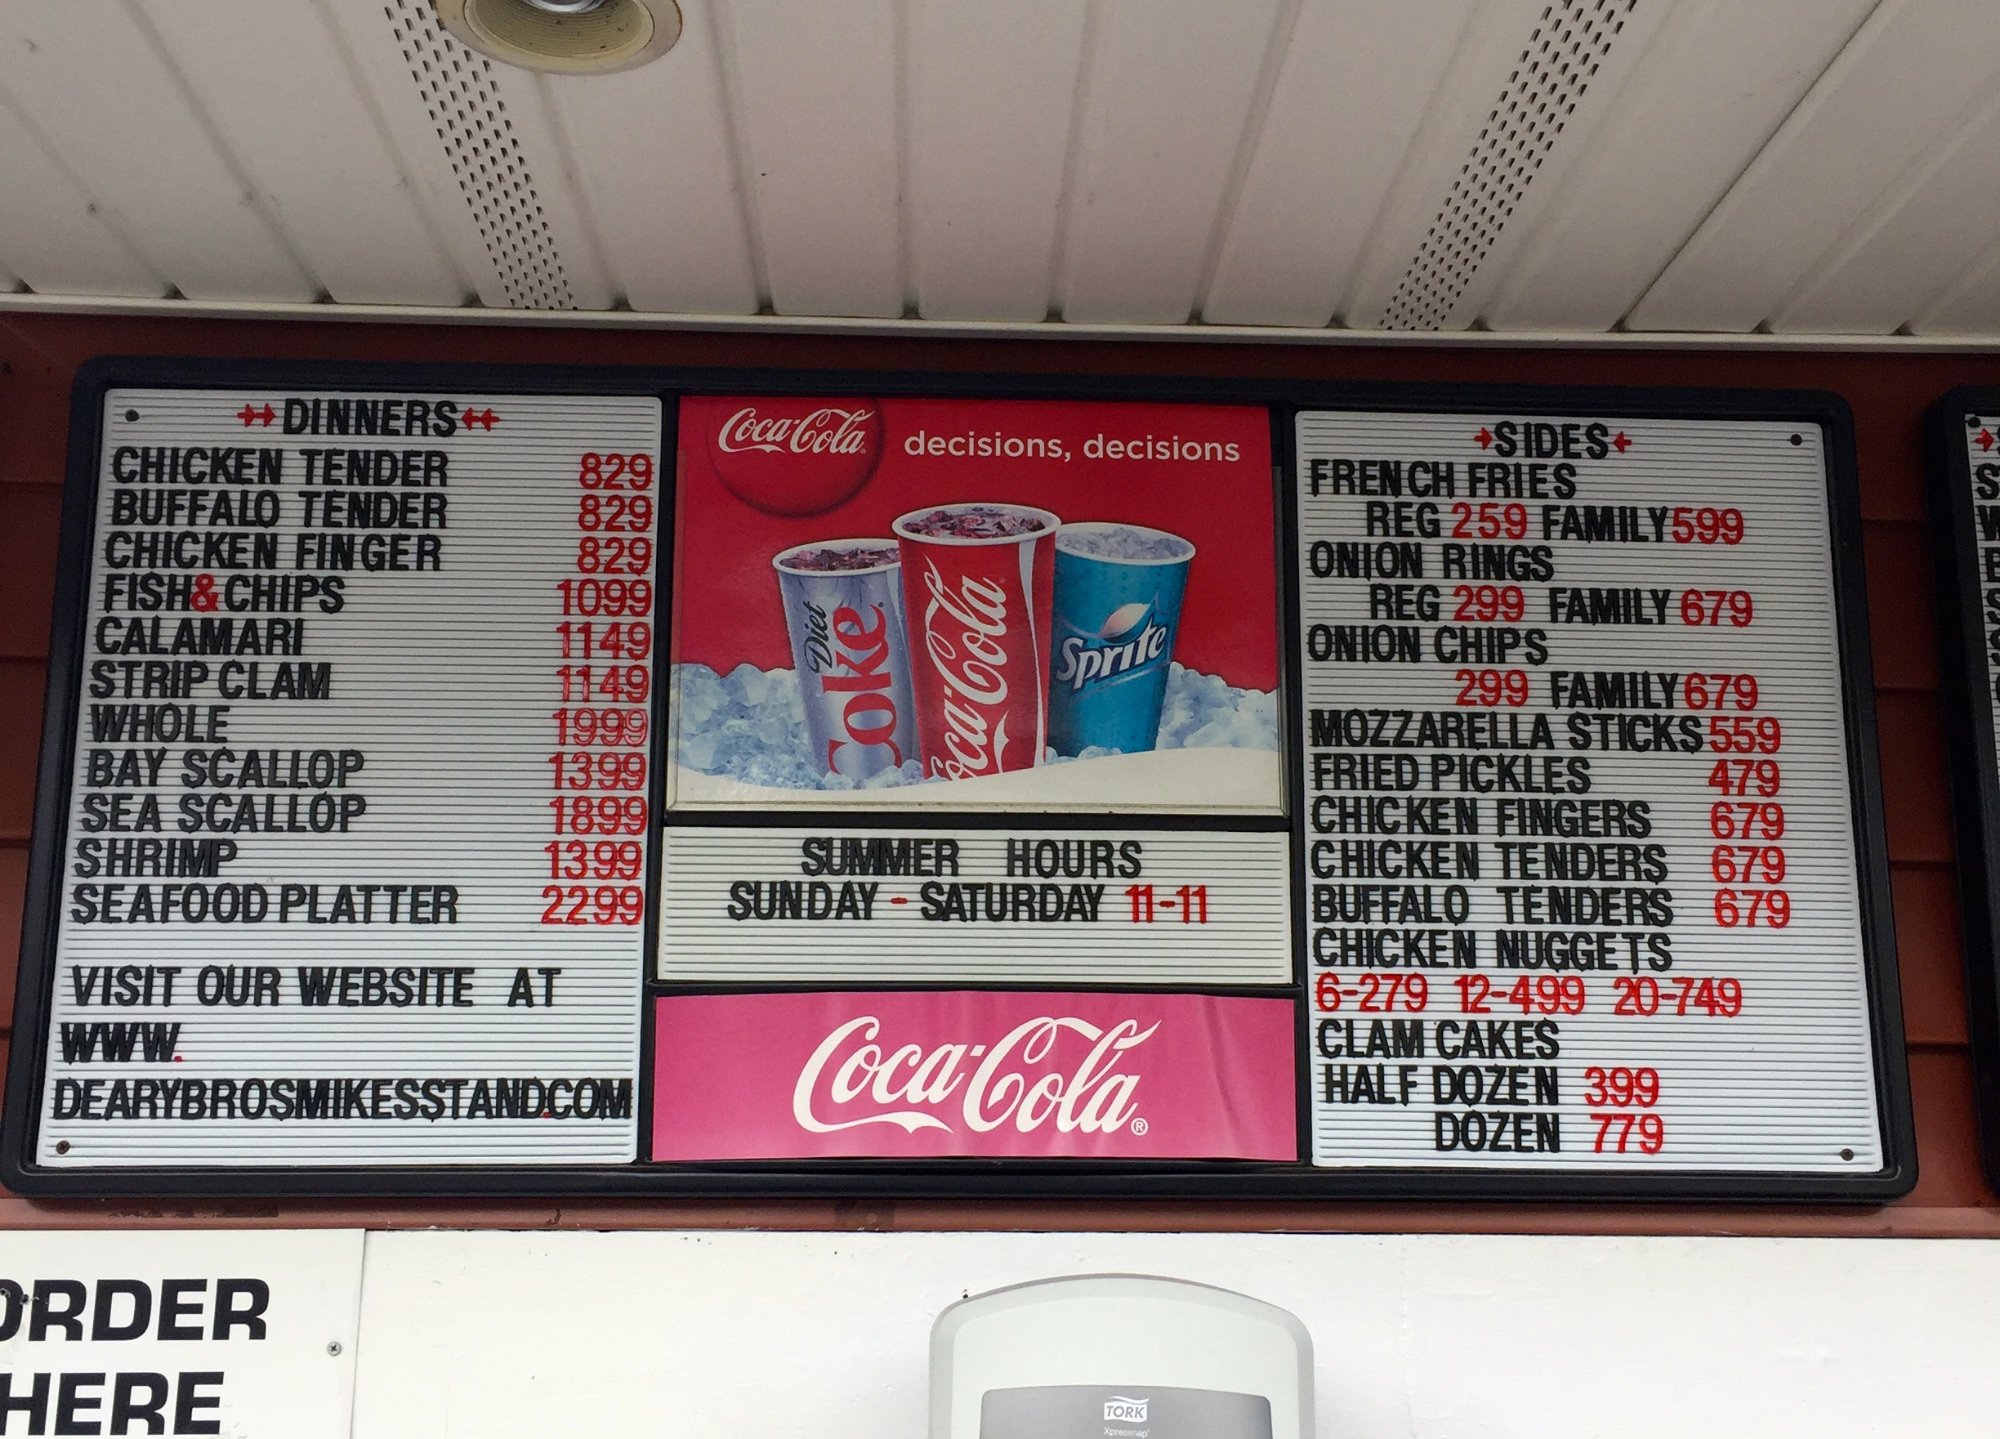 DINNERS
CHICKEN TENDER 829
BUFFALO TENDER 829
CHICKEN FINGER 829
FISH&CHIPS 1099
CALAMARI 1149
STRIP CLAM 1149
WHOLE 1999
BAY SCALLOP 1399
SEA SCALLOP 1899
SHRIMP 1399
SEAFOOD PLATTER 2299
VISIT OUR WEBSITE AT
WWW.
DEARYBROSMIKESSTAND.COM
Coca-Cola
decisions, decisions
Diet Coke
Coca-Cola
Sprite
SUMMER HOURS
SUNDAY - SATURDAY 11-11
Coca-Cola®
SIDES
FRENCH FRIES
REG 259 FAMILY 599
ONION RINGS
REG 299 FAMILY 679
ONION CHIPS
299 FAMILY 679
MOZZARELLA STICKS 559
FRIED PICKLES 479
CHICKEN FINGERS 679
CHICKEN TENDERS 679
BUFFALO TENDERS 679
CHICKEN NUGGETS
6-279 12-499 20-749
CLAM CAKES
HALF DOZEN 399
DOZEN 779
ORDER
HERE
TORK
Xpressnap